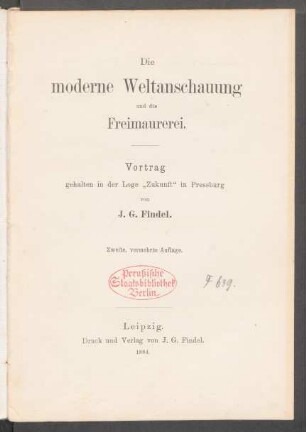 Die
moderne Weltanschauung
und die
Freimaurerei.
Vortrag
gehalten in der Loge „Zukunft“ in Pressburg
von
J. G. Findel.
Zweite, vermehrte Auflage.
Preußische
Staatsbibliothek
Berlin.
F 619.
Leipzig.
Druck und Verlag von J. G. Findel.
1884.